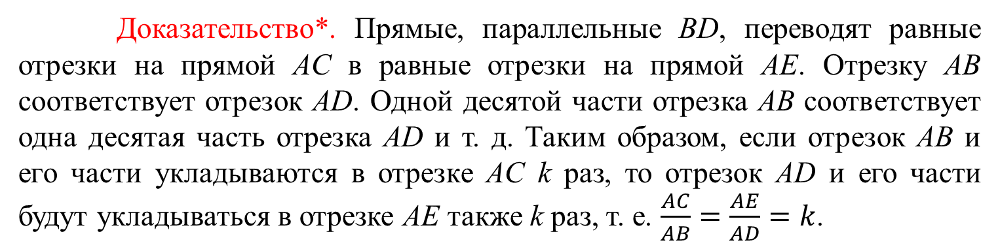 Доказательство*. Прямые, параллельные BD, переводят равные
отрезки на прямой AC в равные отрезки на прямой AE. Отрезку AB
соответствует отрезок AD. Одной десятой части отрезка AB соответствует
одна десятая часть отрезка AD и т. д. Таким образом, если отрезок AB и
его части укладываются в отрезке AC k раз, то отрезок AD и его части
будут укладываться в отрезке AE также k раз, т. е. AC/AB = AE/AD = k.